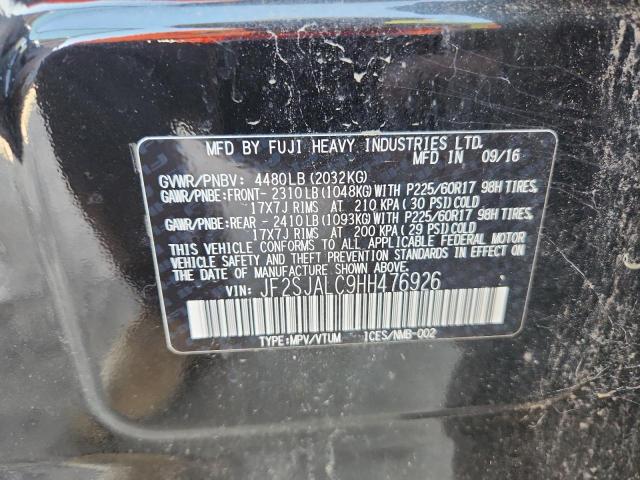 MFD BY FUJI HEAVY INDUSTRIES LTD.
MFD IN 09/16
GVWR/PNBV: 4480LB(2032KG)
GAWR/PNBE:FRONT- 2310LB(1048KG)WITH P225/60R17 98H TIRES,
17X7J RIMS AT 210 KPA(30 PSI)COLD
GAWR/PNBE:REAR - 2410LB(1093KG)WITH P225/60R17 98H TIRES,
17X7J RIMS AT 200 KPA(29 PSI)COLD
THIS VEHICLE CONFORMS TO ALL APPLICABLE FEDERAL MOTOR
VEHICLE SAFETY AND THEFT PREVENTION STANDARDS IN EFFECT ON
THE DATE OF MANUFACTURE SHOWN ABOVE.
VIN: JF2SJALC9HH476926
TYPE:MPV/VTUM ICES/NMB-002